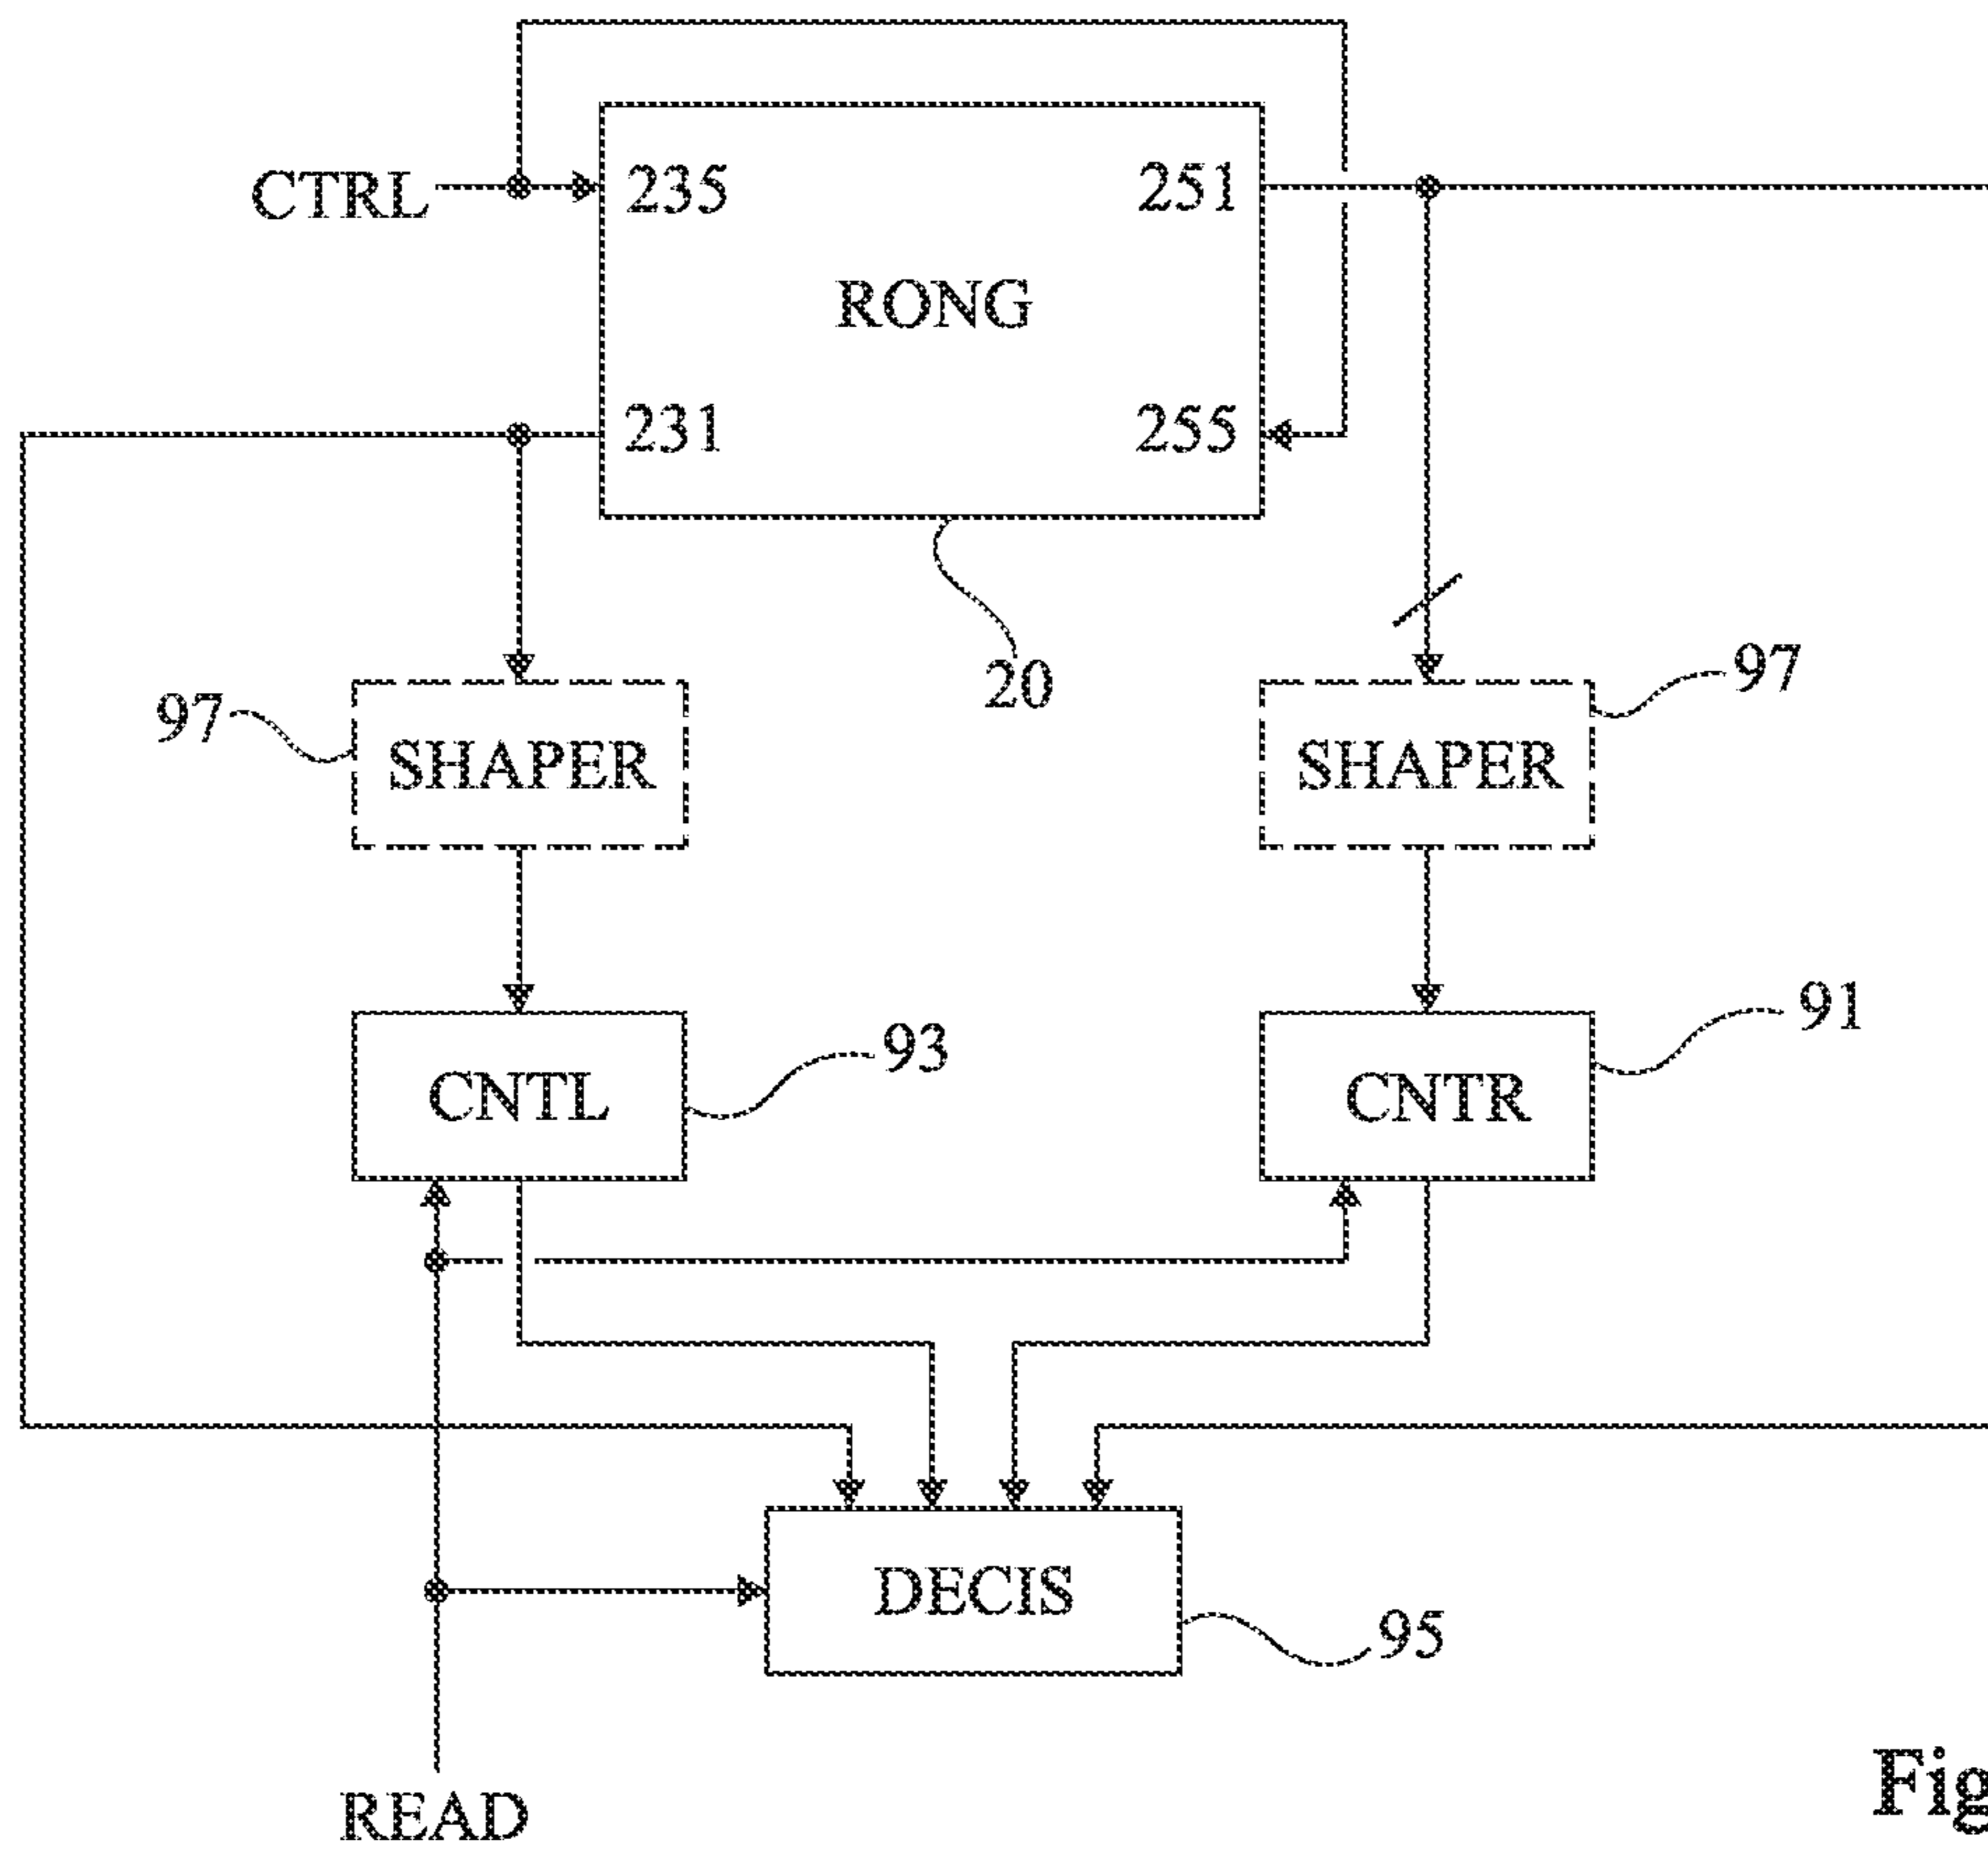 CTRL
235
251
RONG
231
255
20
97
SHAPER
SHAPER
97
CNTL
93
CNTR
91
DECIS
95
READ
Fig